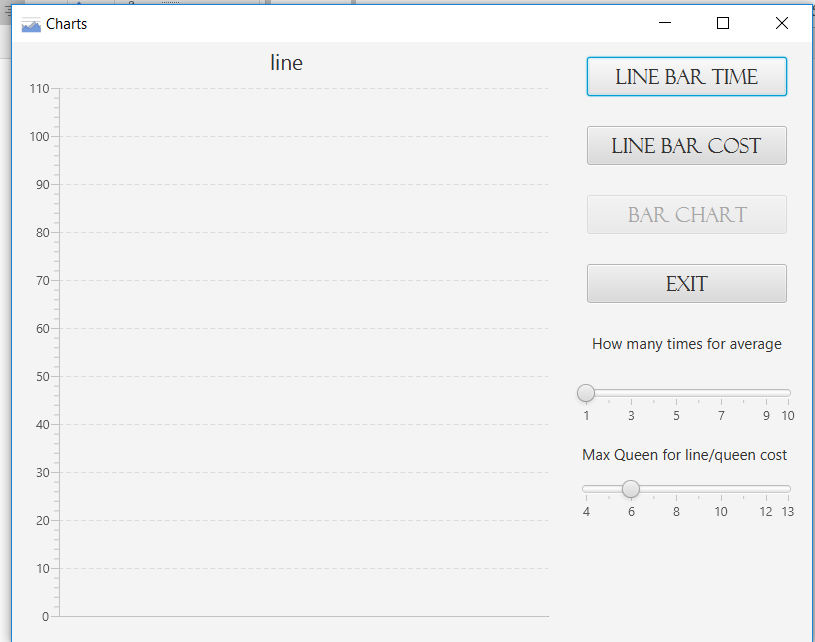 Charts
line
110
100
90
80
70
60
50
40
30
20
10
0
LINE BAR TIME
LINE BAR COST
BAR CHART
EXIT
How many times for average
1 3 5 7 9 10
Max Queen for line/queen cost
4 6 8 10 12 13